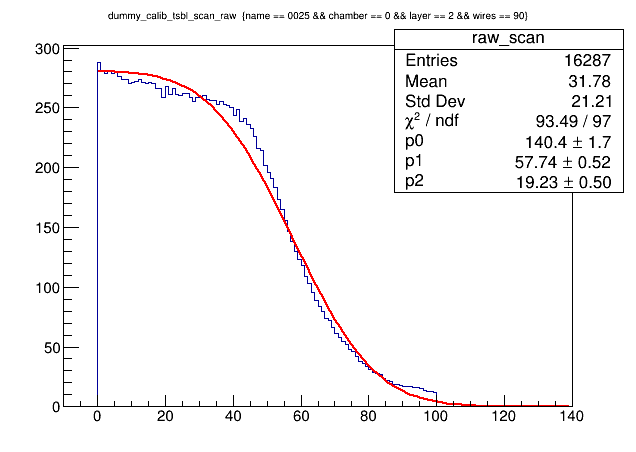 dummy_calib_tsbl_scan_raw {name == 0025 && chamber == 0 && layer == 2 && wires == 90}
raw_scan
Entries 16287
Mean 31.78
Std Dev 21.21
χ² / ndf 93.49 / 97
p0 140.4 ± 1.7
p1 57.74 ± 0.52
p2 19.23 ± 0.50
300
250
200
150
100
50
0
0 20 40 60 80 100 120 140